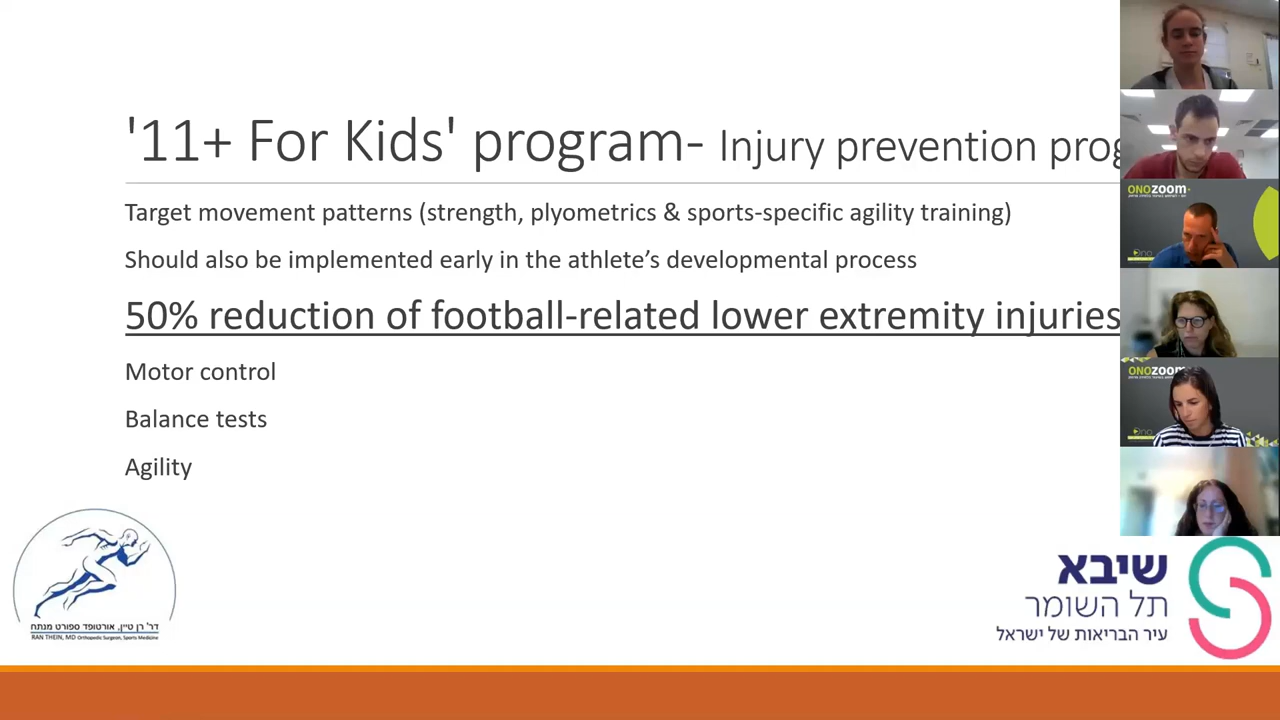 '11+ For Kids' program- Injury prevention prog
Target movement patterns (strength, plyometrics & sports-specific agility training)
Should also be implemented early in the athlete's developmental process
50% reduction of football-related lower extremity injuries
Motor control
Balance tests
Agility
דר' רן טיין, אורטופד ספורט מנתח
RAN THEIN, MD Orthopedic Surgeon, Sports Medicine
שיבא
תל השומר
עיר הבריאות של ישראל
ONOZOOM
ONOZOOM